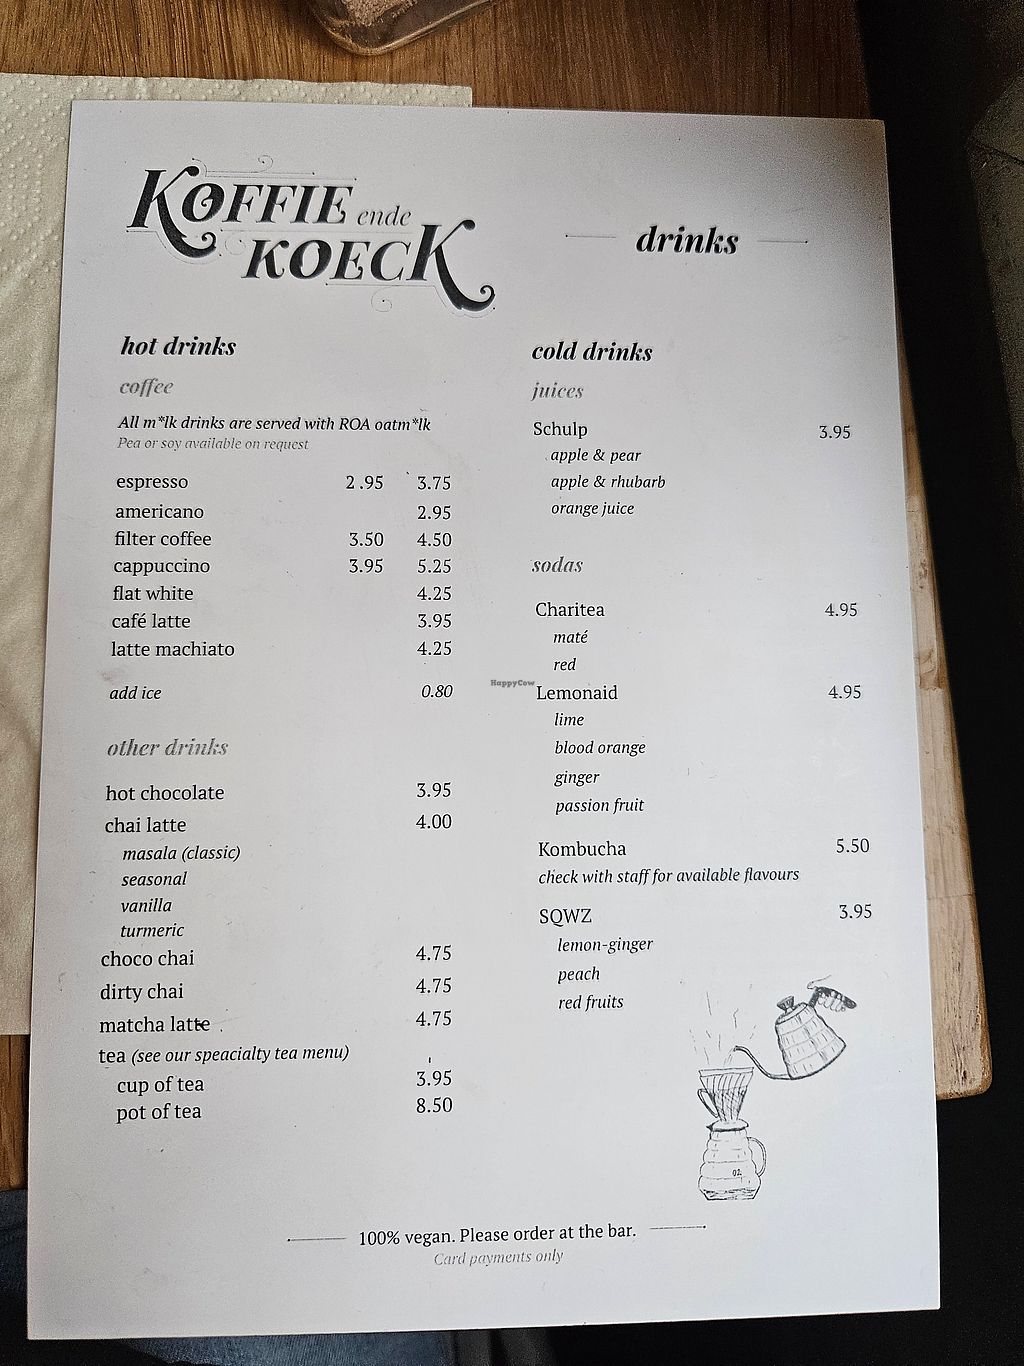 KOFFIE ende
KOECK
drinks
hot drinks
coffee
All m*lk drinks are served with ROA oatm*lk
Pea or soy available on request
espresso 2.95 3.75
americano 2.95
filter coffee 3.50 4.50
cappuccino 3.95 5.25
flat white 4.25
café latte 3.95
latte machiato 4.25
add ice 0.80
other drinks
hot chocolate 3.95
chai latte 4.00
masala (classic)
seasonal
vanilla
turmeric
choco chai 4.75
dirty chai 4.75
matcha latte 4.75
tea (see our speacialty tea menu)
cup of tea 3.95
pot of tea 8.50
cold drinks
juices
Schulp 3.95
apple & pear
apple & rhubarb
orange juice
sodas
Charitea 4.95
maté
red
HappyCow
Lemonaid 4.95
lime
blood orange
ginger
passion fruit
Kombucha 5.50
check with staff for available flavours
SQWZ 3.95
lemon-ginger
peach
red fruits
02
100% vegan. Please order at the bar.
Card payments only